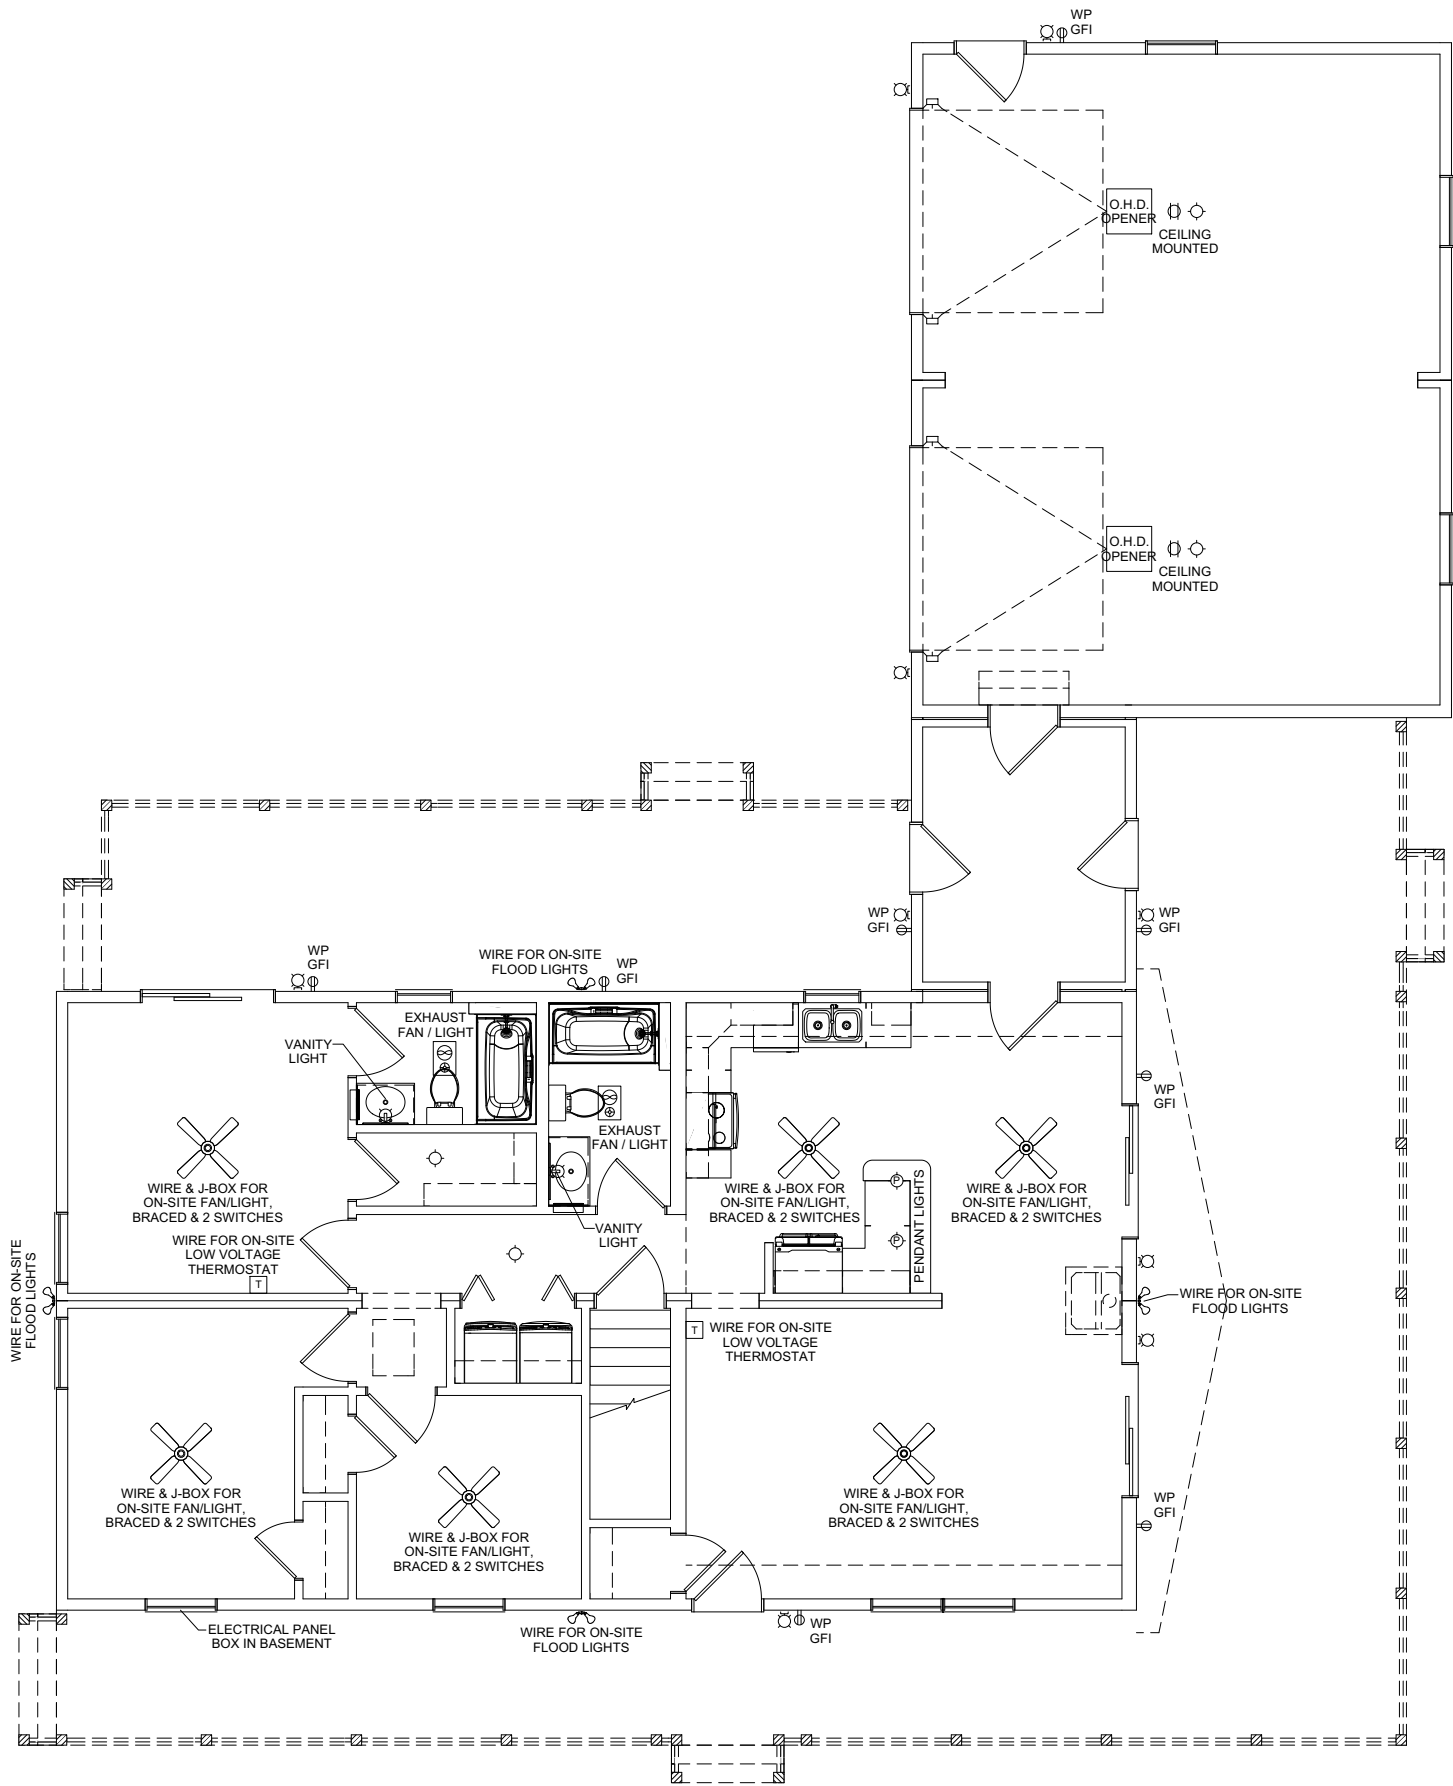 WP
GFI
O.H.D.
OPENER
CEILING
MOUNTED
O.H.D.
OPENER
CEILING
MOUNTED
WP
GFI
WP
GFI
WP
GFI
WIRE FOR ON-SITE
FLOOD LIGHTS
WP
GFI
EXHAUST
FAN / LIGHT
VANITY
LIGHT
WP
GFI
EXHAUST
FAN / LIGHT
WIRE & J-BOX FOR
ON-SITE FAN/LIGHT,
BRACED & 2 SWITCHES
WIRE & J-BOX FOR
ON-SITE FAN/LIGHT,
BRACED & 2 SWITCHES
P
P
PENDANT LIGHTS
WIRE & J-BOX FOR
ON-SITE FAN/LIGHT,
BRACED & 2 SWITCHES
VANITY
LIGHT
WIRE FOR ON-SITE
LOW VOLTAGE
THERMOSTAT
T
WIRE FOR ON-SITE
FLOOD LIGHTS
WIRE FOR ON-SITE
FLOOD LIGHTS
T
WIRE FOR ON-SITE
LOW VOLTAGE
THERMOSTAT
WIRE & J-BOX FOR
ON-SITE FAN/LIGHT,
BRACED & 2 SWITCHES
WIRE & J-BOX FOR
ON-SITE FAN/LIGHT,
BRACED & 2 SWITCHES
WIRE & J-BOX FOR
ON-SITE FAN/LIGHT,
BRACED & 2 SWITCHES
WP
GFI
ELECTRICAL PANEL
BOX IN BASEMENT
WIRE FOR ON-SITE
FLOOD LIGHTS
WP
GFI